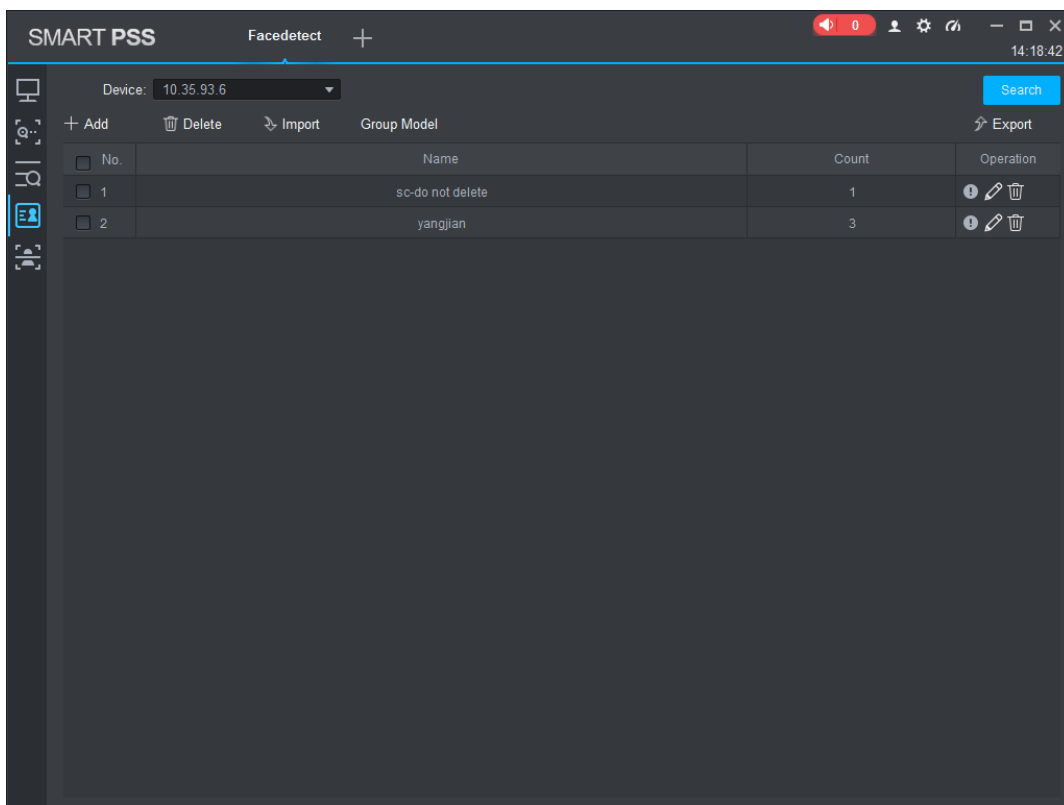 SMART PSS Facedetect 0
14:18:42
Device: 10.35.93.6 Search
Add Delete Import Group Model Export
No. Name Count Operation
1 sc-do not delete 1
2 yangjian 3